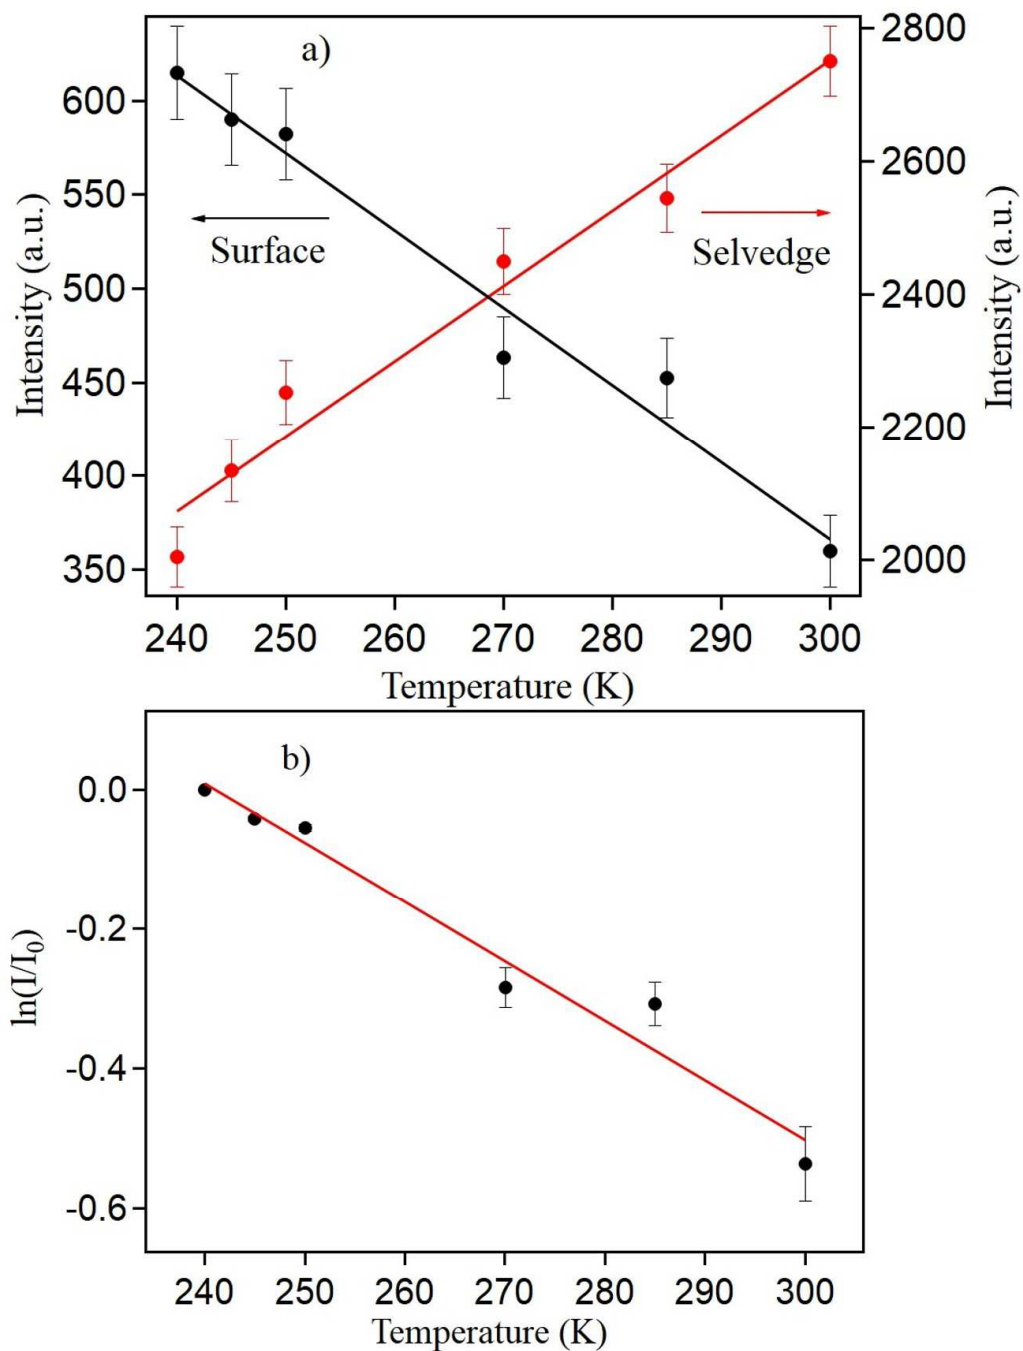 a)
2800
600
2600
550
Surface
Selvedge
500
2400
450
2200
400
350
2000
Intensity (a.u.)
Intensity (a.u.)
240 250 260 270 280 290 300
Temperature (K)
b)
0.0
-0.2
-0.4
-0.6
ln(I/I₀)
240 250 260 270 280 290 300
Temperature (K)